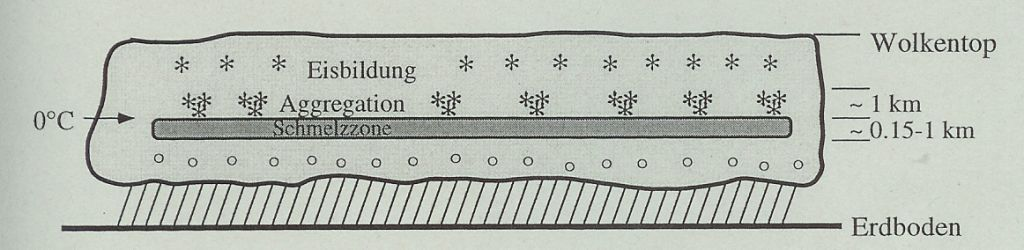 Wolkentop
Eisbildung
Aggregation
~ 1 km
0°C
Schmelzzone
~ 0.15-1 km
Erdboden